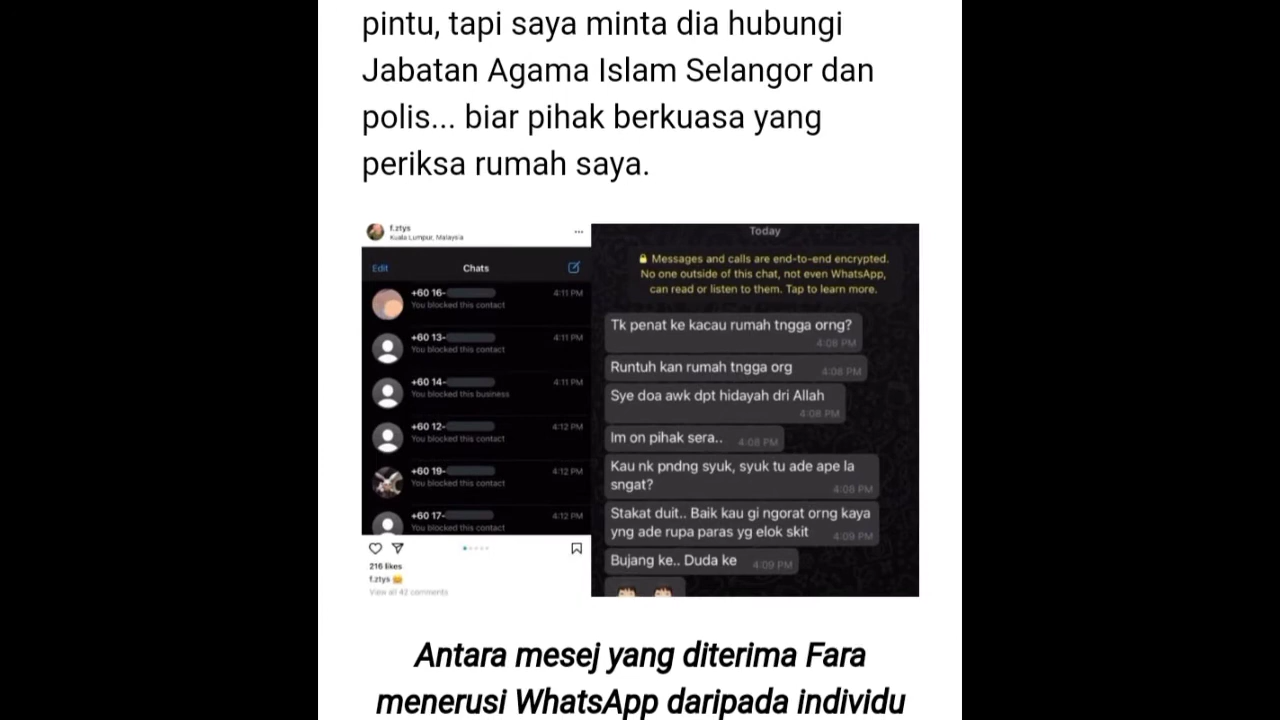 pintu, tapi saya minta dia hubungi
Jabatan Agama Islam Selangor dan
polis... biar pihak berkuasa yang
periksa rumah saya.
f.ztys
Kuala Lumpur, Malaysia
Edit
Chats
+60 16-
4:11 PM
You blocked this contact
+60 13-
4:11 PM
You blocked this contact
+60 14-
4:11 PM
You blocked this business
+60 12-
4:12 PM
You blocked this contact
+60 19-
4:12 PM
You blocked this contact
+60 17-
4:12 PM
You blocked this contact
216 likes
f.ztys
View all 42 comments
Today
Messages and calls are end-to-end encrypted.
No one outside of this chat, not even WhatsApp,
can read or listen to them. Tap to learn more.
Tk penat ke kacau rumah tngga orng?
4:08 PM
Runtuh kan rumah tngga org
4:08 PM
Sye doa awk dpt hidayah dri Allah
4:08 PM
Im on pihak sera..
4:08 PM
Kau nk pndng syuk, syuk tu ade ape la
sngat?
4:08 PM
Stakat duit.. Baik kau gi ngorat orng kaya
yng ade rupa paras yg elok skit
4:09 PM
Bujang ke.. Duda ke
4:09 PM
Antara mesej yang diterima Fara
menerusi WhatsApp daripada individu